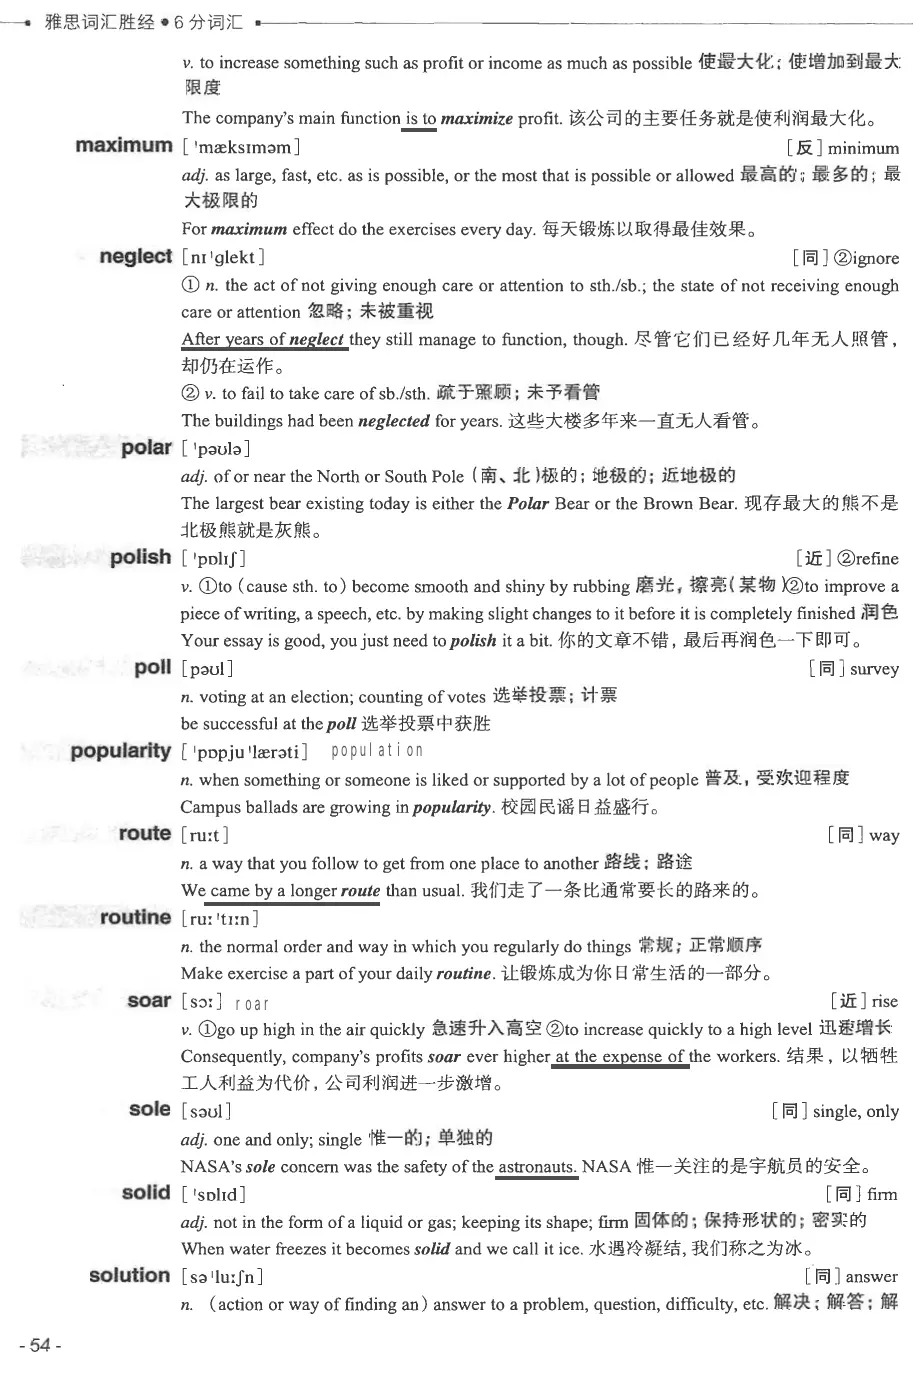 雅思词汇胜经•6分词汇
v. to increase something such as profit or income as much as possible 使最大化；使增加到最大
限度
The company's main function is to maximize profit. 该公司的主要任务就是使利润最大化。
maximum [ˈmæksɪməm] [反] minimum
adj. as large, fast, etc. as is possible, or the most that is possible or allowed 最高的；最多的；最
大极限的
For maximum effect do the exercises every day. 每天锻炼以取得最佳效果。
neglect [nɪˈglekt] [同] ②ignore
① n. the act of not giving enough care or attention to sth./sb.; the state of not receiving enough
care or attention 忽略；未被重视
After years of neglect they still manage to function, though. 尽管它们已经好几年无人照管，
却仍在运作。
② v. to fail to take care of sb./sth. 疏于照顾；未予看管
The buildings had been neglected for years. 这些大楼多年来一直无人看管。
polar [ˈpəʊlə]
adj. of or near the North or South Pole (南、北)极的；地极的；近地极的
The largest bear existing today is either the Polar Bear or the Brown Bear. 现存最大的熊不是
北极熊就是灰熊。
polish [ˈpɒlɪʃ] [近] ②refine
v. ①to (cause sth. to) become smooth and shiny by rubbing 磨光，擦亮(某物)②to improve a
piece of writing, a speech, etc. by making slight changes to it before it is completely finished 润色
Your essay is good, you just need to polish it a bit. 你的文章不错，最后再润色一下即可。
poll [pəʊl] [同] survey
n. voting at an election; counting of votes 选举投票；计票
be successful at the poll 选举投票中获胜
popularity [ˈpɒpjuˈlærəti] population
n. when something or someone is liked or supported by a lot of people 普及，受欢迎程度
Campus ballads are growing in popularity. 校园民谣日益盛行。
route [ruːt] [同] way
n. a way that you follow to get from one place to another 路线；路途
We came by a longer route than usual. 我们走了一条比通常要长的路来的。
routine [ruːˈtɪːn]
n. the normal order and way in which you regularly do things 常规；正常顺序
Make exercise a part of your daily routine. 让锻炼成为你日常生活的一部分。
soar [sɔː] roar [近] rise
v. ①go up high in the air quickly 急速升入高空 ②to increase quickly to a high level 迅速增长
Consequently, company's profits soar ever higher at the expense of the workers. 结果，以牺牲
工人利益为代价，公司利润进一步激增。
sole [səʊl] [同] single, only
adj. one and only; single 惟一的；单独的
NASA's sole concern was the safety of the astronauts. NASA 惟一关注的是宇航员的安全。
solid [ˈsɒlɪd] [同] firm
adj. not in the form of a liquid or gas; keeping its shape; firm 固体的；保持形状的；密实的
When water freezes it becomes solid and we call it ice. 水遇冷凝结，我们称之为冰。
solution [səˈluːʃn] [同] answer
n. (action or way of finding an) answer to a problem, question, difficulty, etc. 解决；解答；解
- 54 -